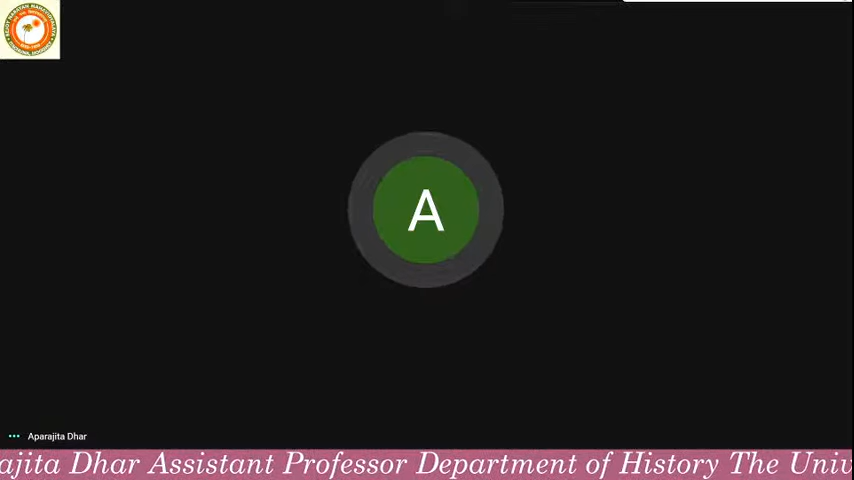 A
Aparajita Dhar
ajita Dhar Assistant Professor Department of History The Univ